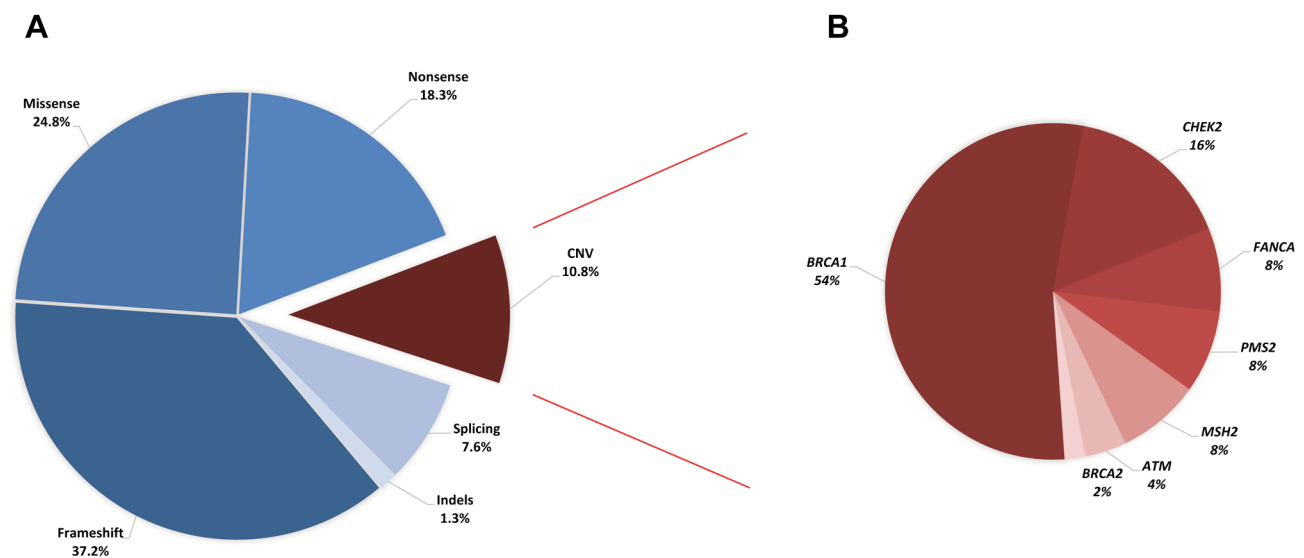 A
B
Nonsense
18.3%
Missense
24.8%
CNV
10.8%
Splicing
7.6%
Indels
1.3%
Frameshift
37.2%
CHEK2
16%
FANCA
8%
BRCA1
54%
PMS2
8%
MSH2
8%
ATM
4%
BRCA2
2%